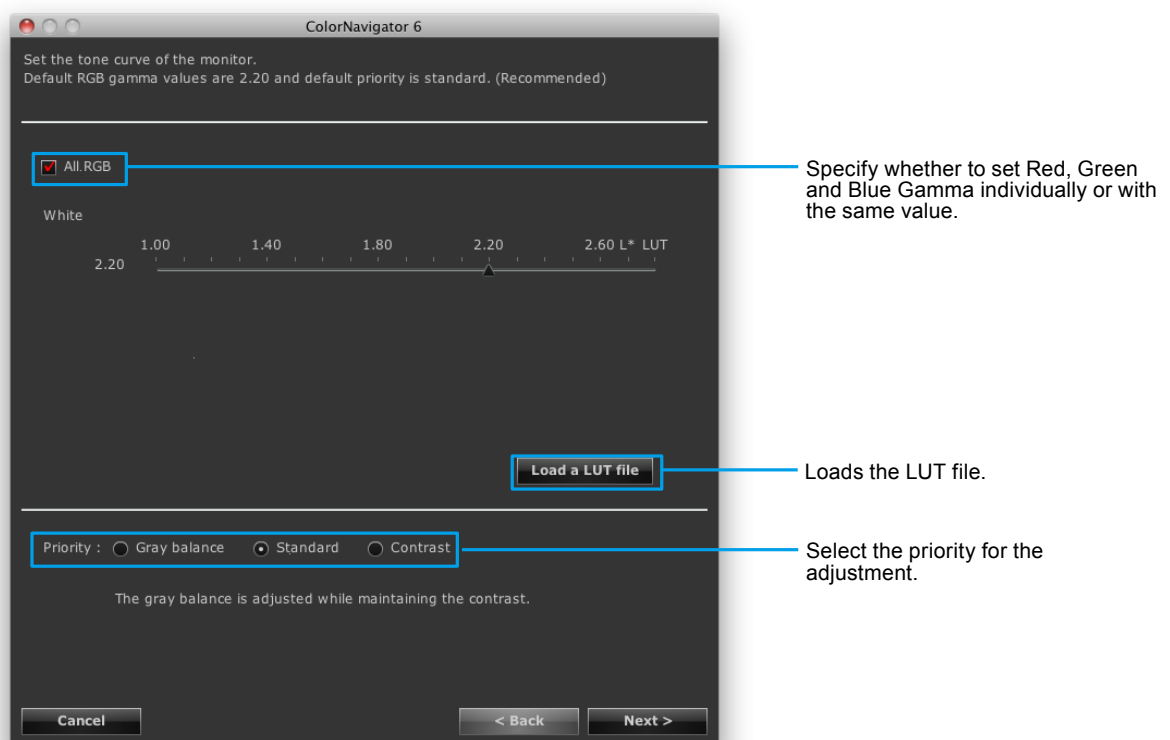 ColorNavigator 6
Set the tone curve of the monitor.
Default RGB gamma values are 2.20 and default priority is standard. (Recommended)
All.RGB
Specify whether to set Red, Green
and Blue Gamma individually or with
the same value.
White
1.00 1.40 1.80 2.20 2.60 L* LUT
2.20
Load a LUT file
Loads the LUT file.
Priority : Gray balance Standard Contrast
Select the priority for the
adjustment.
The gray balance is adjusted while maintaining the contrast.
Cancel < Back Next >